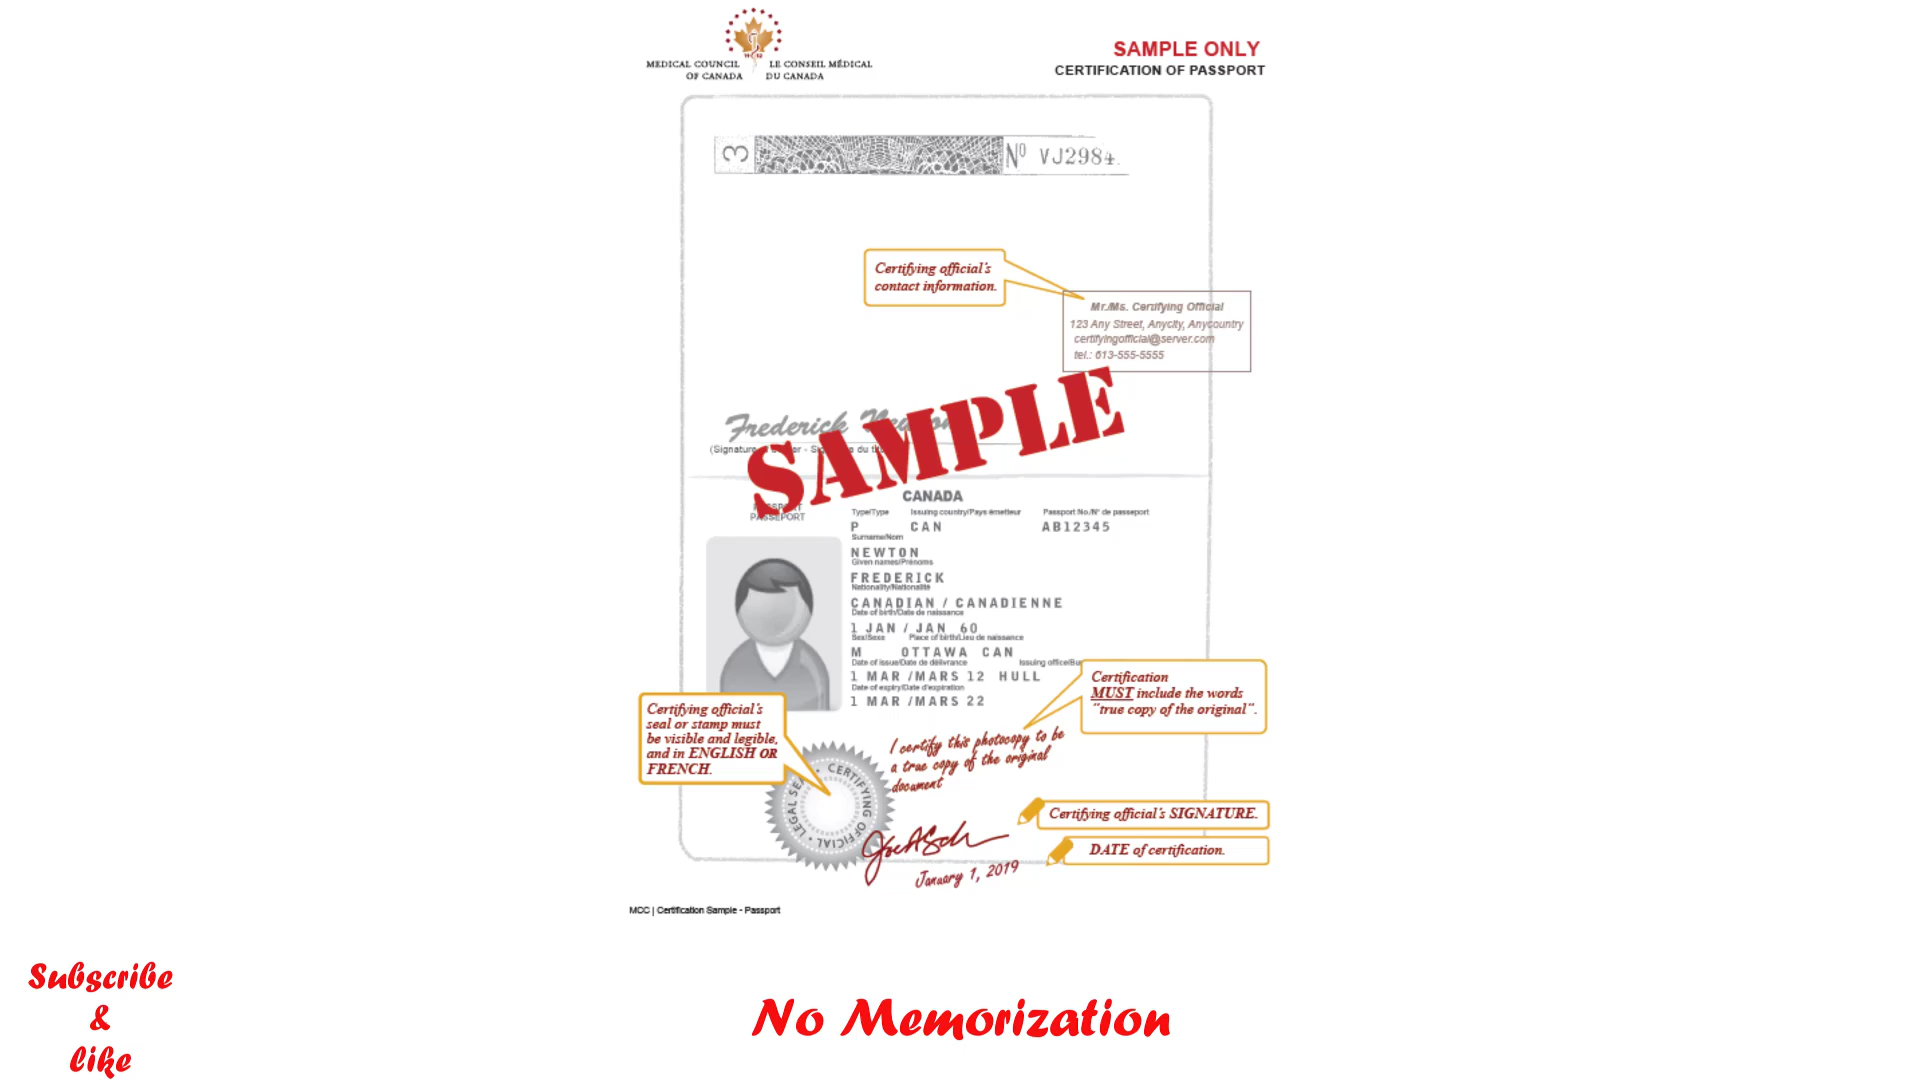 MEDICAL COUNCIL OF CANADA
LE CONSEIL MÉDICAL DU CANADA
SAMPLE ONLY
CERTIFICATION OF PASSPORT
3
Nº VJ2984
Certifying official's
contact information.
Mr./Ms. Certifying Official
123 Any Street, Anycity, Anycountry
certifyingofficial@server.com
tel.: 613-555-5555
Frederick
SAMPLE
CANADA
PASSEPORT
Type/Type Issuing country/Pays émetteur Passport No./N° de passeport
P CAN AB12345
Surname/Nom
NEWTON
Given names/Prénoms
FREDERICK
Nationality/Nationalité
CANADIAN / CANADIENNE
Date of birth/Date de naissance
1 JAN / JAN 60
Sex/Sexe Place of birth/Lieu de naissance
M OTTAWA CAN
Date of issue/Date de délivrance Issuing
1 MAR /MARS 12 HULL
Date of expiry/Date d'expiration
1 MAR /MARS 22
Certification
MUST include the words
"true copy of the original".
Certifying official's
seal or stamp must
be visible and legible,
and in ENGLISH OR
FRENCH.
I certify this photocopy to be
a true copy of the original
document
CERTIFYING OFFICIAL • LEGAL
Certifying official's SIGNATURE.
DATE of certification.
January 1, 2019
MCC | Certification Sample - Passport
Subscribe
&
like
No Memorization